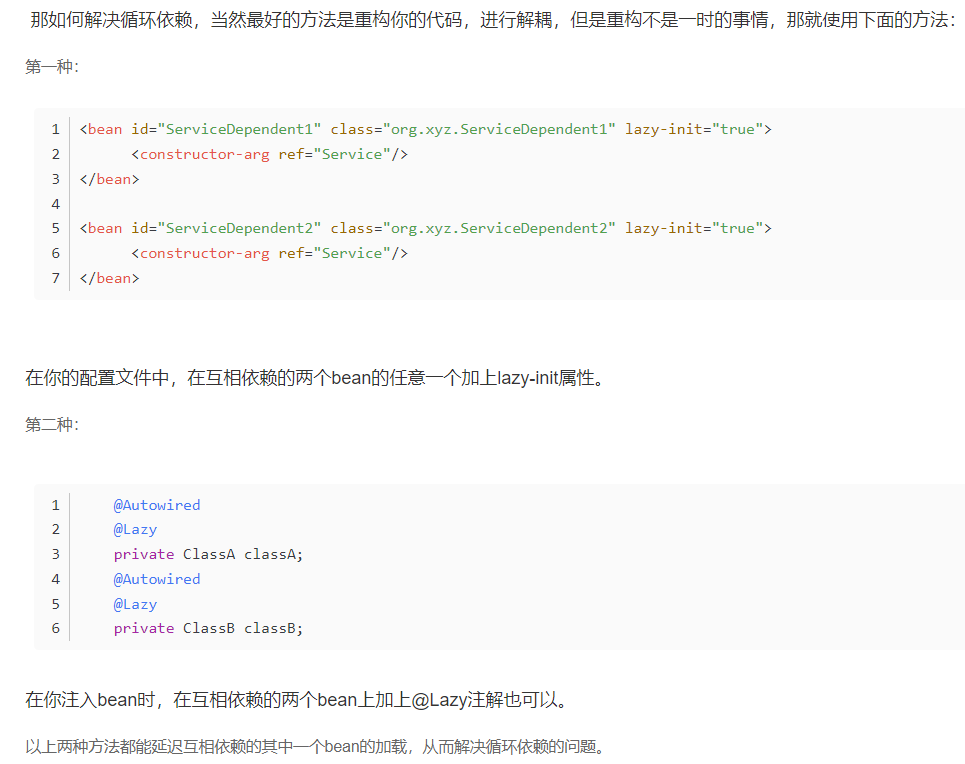 那如何解决循环依赖，当然最好的方法是重构你的代码，进行解耦，但是重构不是一时的事情，那就使用下面的方法：
第一种：
1 <bean id="ServiceDependent1" class="org.xyz.ServiceDependent1" lazy-init="true">
2       <constructor-arg ref="Service"/>
3 </bean>
4
5 <bean id="ServiceDependent2" class="org.xyz.ServiceDependent2" lazy-init="true">
6       <constructor-arg ref="Service"/>
7 </bean>
在你的配置文件中，在互相依赖的两个bean的任意一个加上lazy-init属性。
第二种：
1     @Autowired
2     @Lazy
3     private ClassA classA;
4     @Autowired
5     @Lazy
6     private ClassB classB;
在你注入bean时，在互相依赖的两个bean上加上@Lazy注解也可以。
以上两种方法都能延迟互相依赖的其中一个bean的加载，从而解决循环依赖的问题。